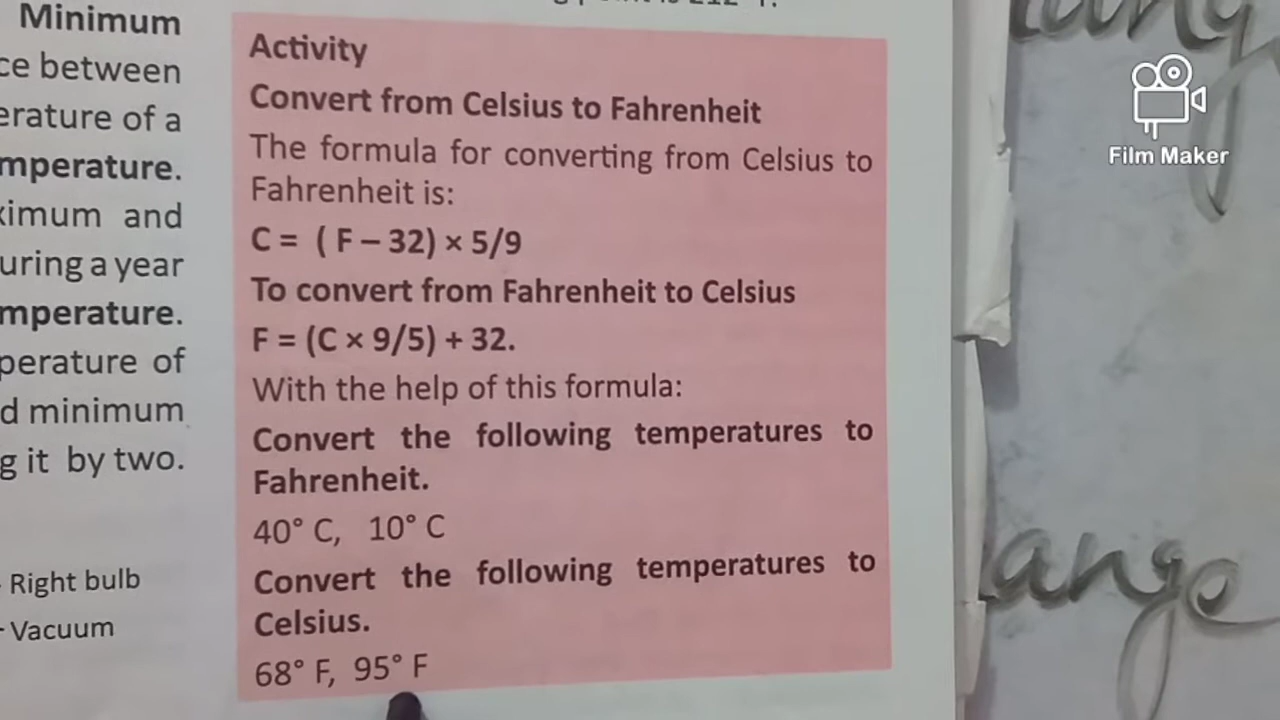 Minimum
ce between
erature of a
mperature.
ximum and
uring a year
mperature.
perature of
d minimum
g it by two.
Right bulb
Vacuum
Activity
Convert from Celsius to Fahrenheit
The formula for converting from Celsius to
Fahrenheit is:
C = ( F – 32) × 5/9
To convert from Fahrenheit to Celsius
F = (C × 9/5) + 32.
With the help of this formula:
Convert the following temperatures to
Fahrenheit.
40° C, 10° C
Convert the following temperatures to
Celsius.
68° F, 95° F
Film Maker
ange